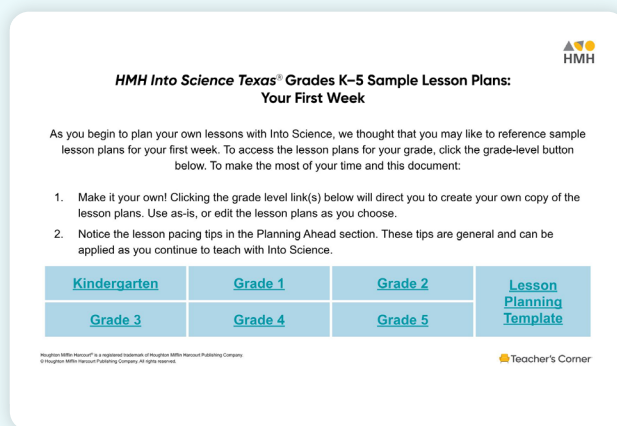 HMH
HMH Into Science Texas® Grades K–5 Sample Lesson Plans:
Your First Week
As you begin to plan your own lessons with Into Science, we thought that you may like to reference sample
lesson plans for your first week. To access the lesson plans for your grade, click the grade-level button
below. To make the most of your time and this document:
1. Make it your own! Clicking the grade level link(s) below will direct you to create your own copy of the
lesson plans. Use as-is, or edit the lesson plans as you choose.
2. Notice the lesson pacing tips in the Planning Ahead section. These tips are general and can be
applied as you continue to teach with Into Science.
Kindergarten Grade 1 Grade 2
Grade 3 Grade 4 Grade 5
Lesson
Planning
Template
Houghton Mifflin Harcourt® is a registered trademark of Houghton Mifflin Harcourt Publishing Company.
© Houghton Mifflin Harcourt Publishing Company. All rights reserved.
Teacher's Corner